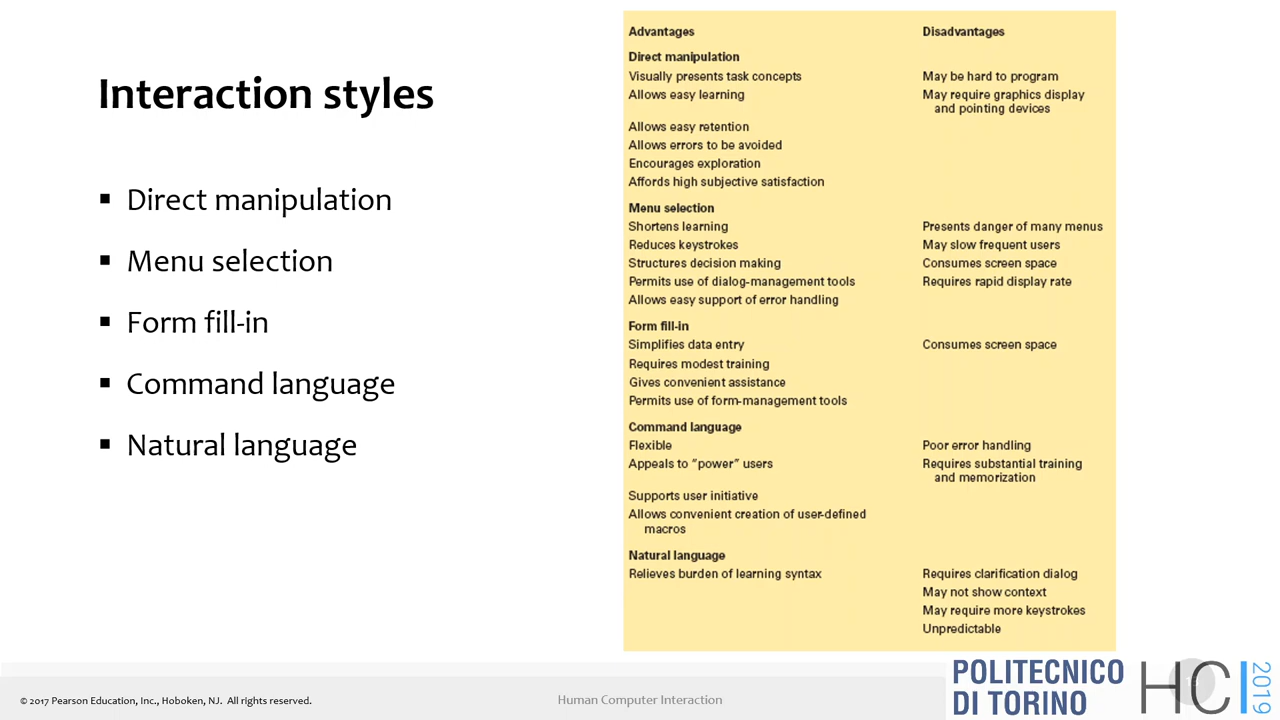 Interaction styles
▪ Direct manipulation
▪ Menu selection
▪ Form fill-in
▪ Command language
▪ Natural language
Advantages Disadvantages
Direct manipulation
Visually presents task concepts May be hard to program
Allows easy learning May require graphics display
and pointing devices
Allows easy retention
Allows errors to be avoided
Encourages exploration
Affords high subjective satisfaction
Menu selection
Shortens learning Presents danger of many menus
Reduces keystrokes May slow frequent users
Structures decision making Consumes screen space
Permits use of dialog-management tools Requires rapid display rate
Allows easy support of error handling
Form fill-in
Simplifies data entry Consumes screen space
Requires modest training
Gives convenient assistance
Permits use of form-management tools
Command language
Flexible Poor error handling
Appeals to "power" users Requires substantial training
and memorization
Supports user initiative
Allows convenient creation of user-defined
macros
Natural language
Relieves burden of learning syntax Requires clarification dialog
May not show context
May require more keystrokes
Unpredictable
© 2017 Pearson Education, Inc., Hoboken, NJ. All rights reserved.
Human Computer Interaction
POLITECNICO
DI TORINO
HCI
2019